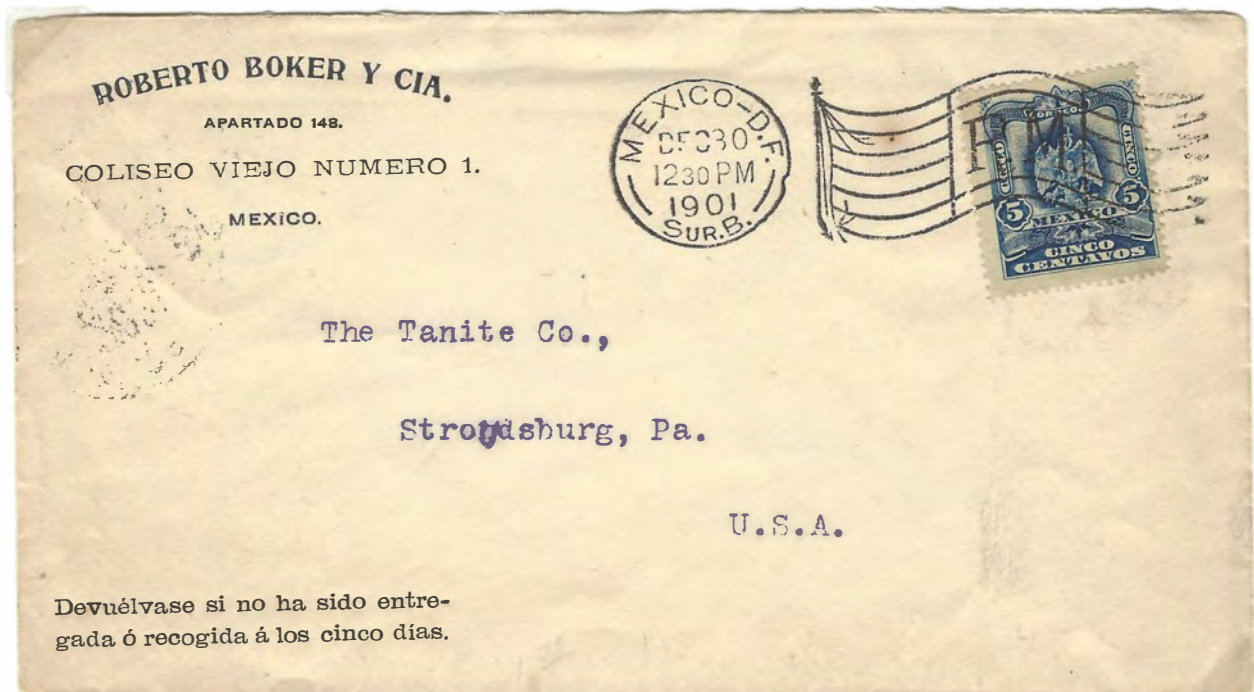 ROBERTO BOKER Y CIA.
APARTADO 148.
COLISEO VIEJO NUMERO 1.
MEXICO.
MEXICO-D.F.
DEC 30
12 30 PM
1901
SUR.B.
CINCO
CINCO
5
5
MEXICO
CINCO
CENTAVOS
The Tanite Co.,
Stroudsburg, Pa.
U.S.A.
Devuélvase si no ha sido entre-
gada ó recogida á los cinco días.